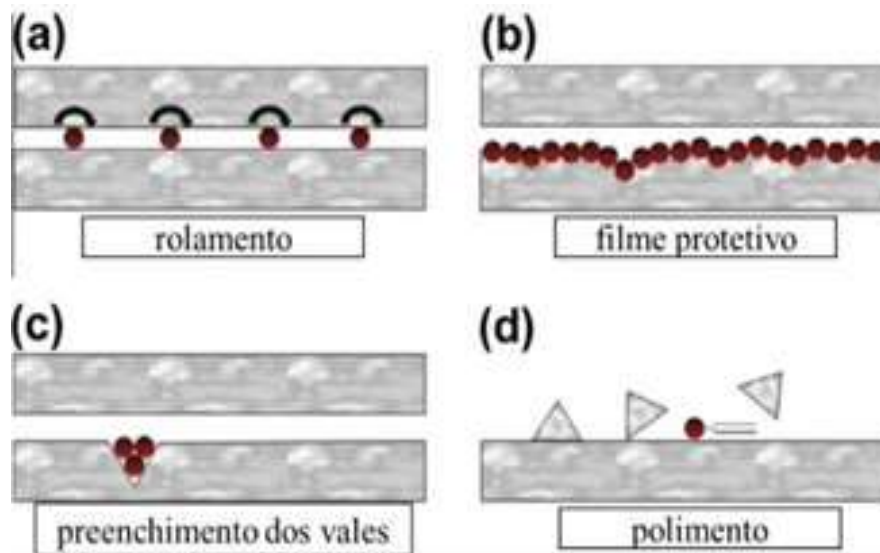 (a)
rolamento
(b)
filme protetivo
(c)
preenchimento dos vales
(d)
polimento